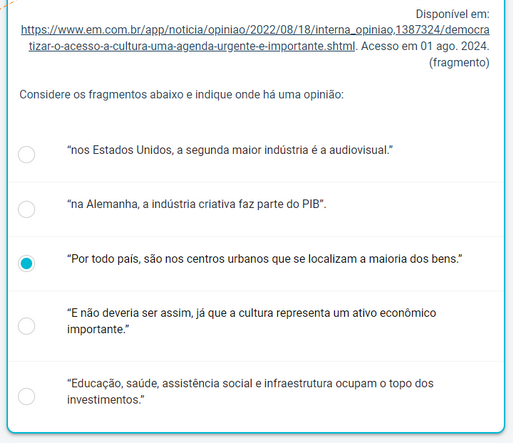 Disponível em:
https://www.em.com.br/app/noticia/opiniao/2022/08/18/interna_opiniao,1387324/democra
tizar-o-acesso-a-cultura-uma-agenda-urgente-e-importante.shtml. Acesso em 01 ago. 2024.
(fragmento)
Considere os fragmentos abaixo e indique onde há uma opinião:
“nos Estados Unidos, a segunda maior indústria é a audiovisual.”
“na Alemanha, a indústria criativa faz parte do PIB”.
“Por todo país, são nos centros urbanos que se localizam a maioria dos bens.”
“E não deveria ser assim, já que a cultura representa um ativo econômico
importante.”
“Educação, saúde, assistência social e infraestrutura ocupam o topo dos
investimentos.”